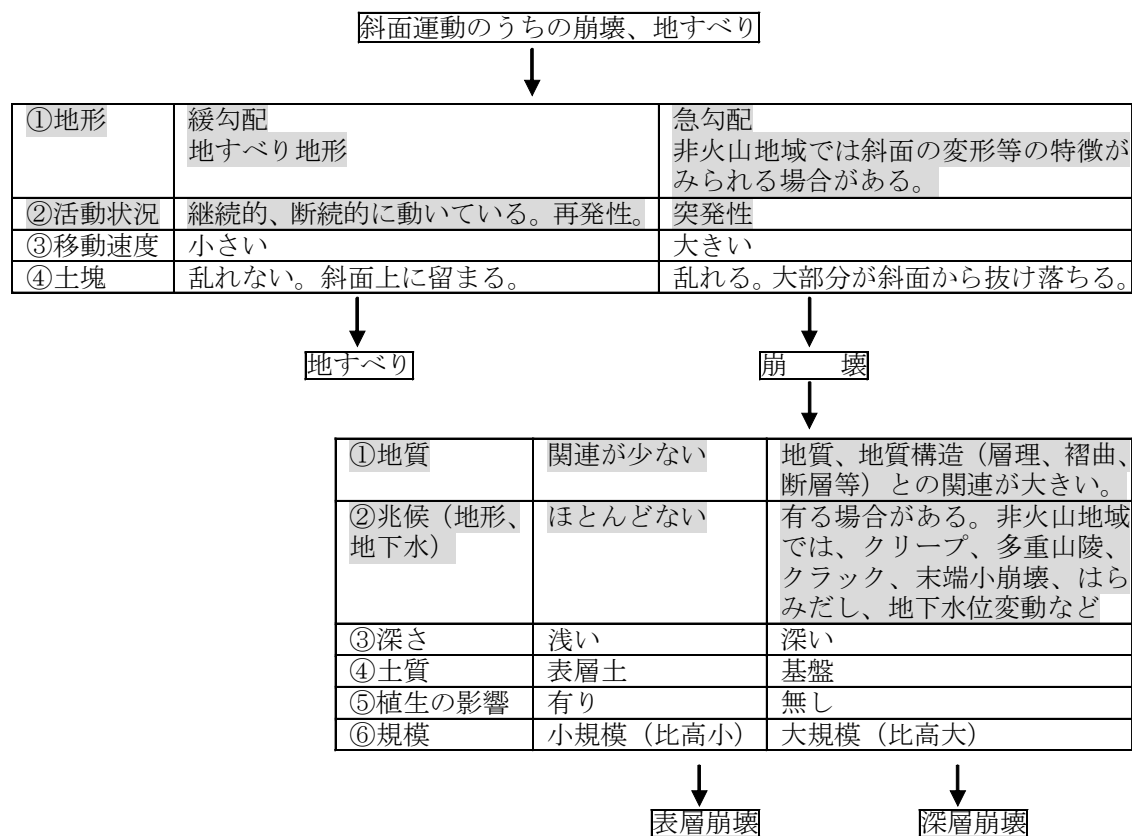 斜面運動のうちの崩壊、地すべり
①地形
緩勾配
地すべり地形
急勾配
非火山地域では斜面の変形等の特徴が
みられる場合がある。
②活動状況
継続的、断続的に動いている。再発性。
突発性
③移動速度
小さい
大きい
④土塊
乱れない。斜面上に留まる。
乱れる。大部分が斜面から抜け落ちる。
地すべり
崩　壊
①地質
関連が少ない
地質、地質構造（層理、褶曲、
断層等）との関連が大きい。
②兆候（地形、
地下水）
ほとんどない
有る場合がある。非火山地域
では、クリープ、多重山陵、
クラック、末端小崩壊、はら
みだし、地下水位変動など
③深さ
浅い
深い
④土質
表層土
基盤
⑤植生の影響
有り
無し
⑥規模
小規模（比高小）
大規模（比高大）
表層崩壊
深層崩壊